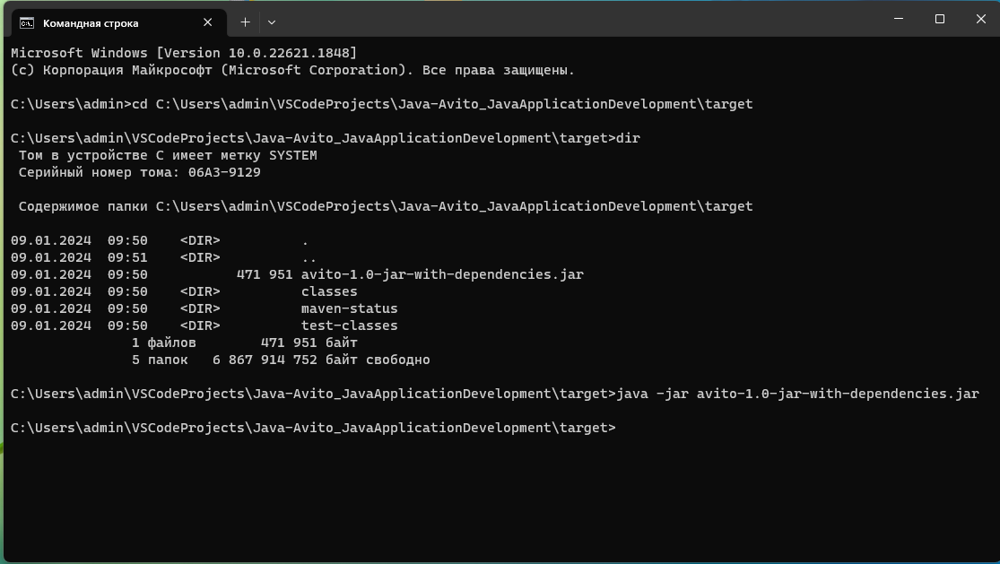 Командная строка
Microsoft Windows [Version 10.0.22621.1848]
(c) Корпорация Майкрософт (Microsoft Corporation). Все права защищены.
C:\Users\admin>cd C:\Users\admin\VSCodeProjects\Java-Avito_JavaApplicationDevelopment\target
C:\Users\admin\VSCodeProjects\Java-Avito_JavaApplicationDevelopment\target>dir
Том в устройстве C имеет метку SYSTEM
Серийный номер тома: 06A3-9129
Содержимое папки C:\Users\admin\VSCodeProjects\Java-Avito_JavaApplicationDevelopment\target
09.01.2024  09:50    <DIR>          .
09.01.2024  09:51    <DIR>          ..
09.01.2024  09:50           471 951 avito-1.0-jar-with-dependencies.jar
09.01.2024  09:50    <DIR>          classes
09.01.2024  09:50    <DIR>          maven-status
09.01.2024  09:50    <DIR>          test-classes
1 файлов        471 951 байт
5 папок   6 867 914 752 байт свободно
C:\Users\admin\VSCodeProjects\Java-Avito_JavaApplicationDevelopment\target>java -jar avito-1.0-jar-with-dependencies.jar
C:\Users\admin\VSCodeProjects\Java-Avito_JavaApplicationDevelopment\target>